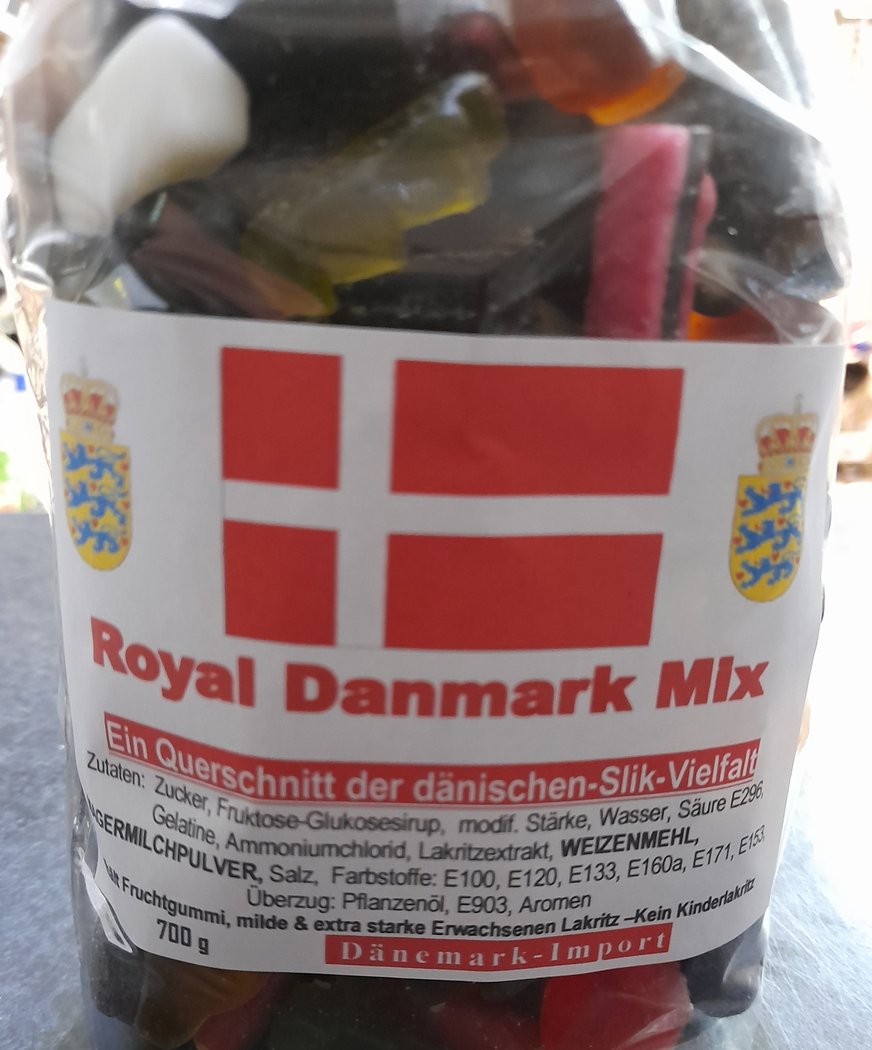 Royal Danmark MIx
Ein Querschnitt der dänischen-Slik-Vielfalt
Zutaten: Zucker, Fruktose-Glukosesirup, modif. Stärke, Wasser, Säure E296,
Gelatine, Ammoniumchlorid, Lakritzextrakt, WEIZENMEHL,
GERMILCHPULVER, Salz, Farbstoffe: E100, E120, E133, E160a, E171, E153,
Überzug: Pflanzenöl, E903, Aromen
Fruchtgummi, milde & extra starke Erwachsenen Lakritz –Kein Kinderlakritz
700 g
Dänemark-Import